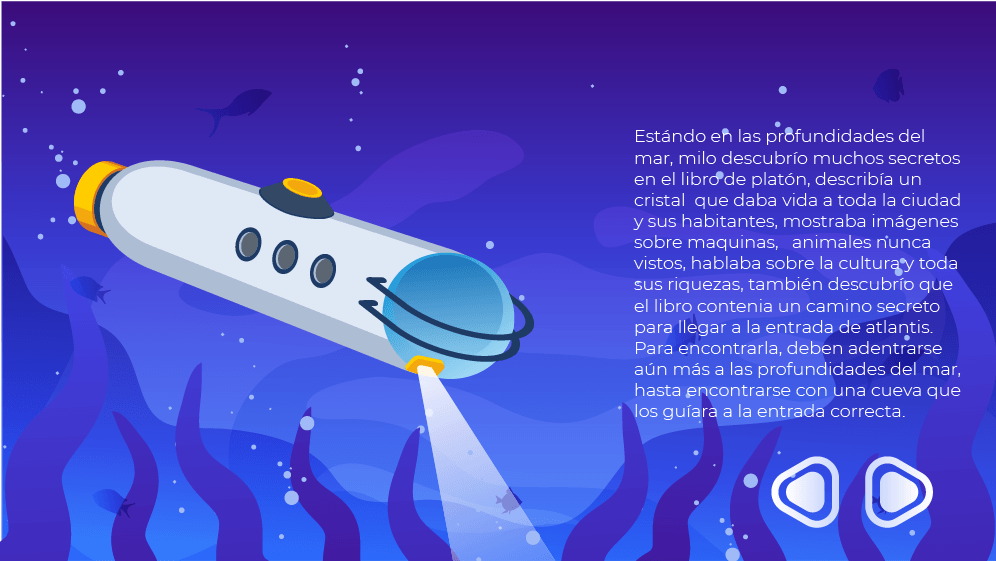 Estándo en las profundidades del
mar, milo descubrío muchos secretos
en el libro de platón, describía un
cristal  que daba vida a toda la ciudad
y sus habitantes, mostraba imágenes
sobre maquinas,   animales nunca
vistos, hablaba sobre la cultura y toda
sus riquezas, también descubrío que
el libro contenia un camino secreto
para llegar a la entrada de atlantis.
Para encontrarla, deben adentrarse
aún más a las profundidades del mar,
hasta encontrarse con una cueva que
los guíara a la entrada correcta.